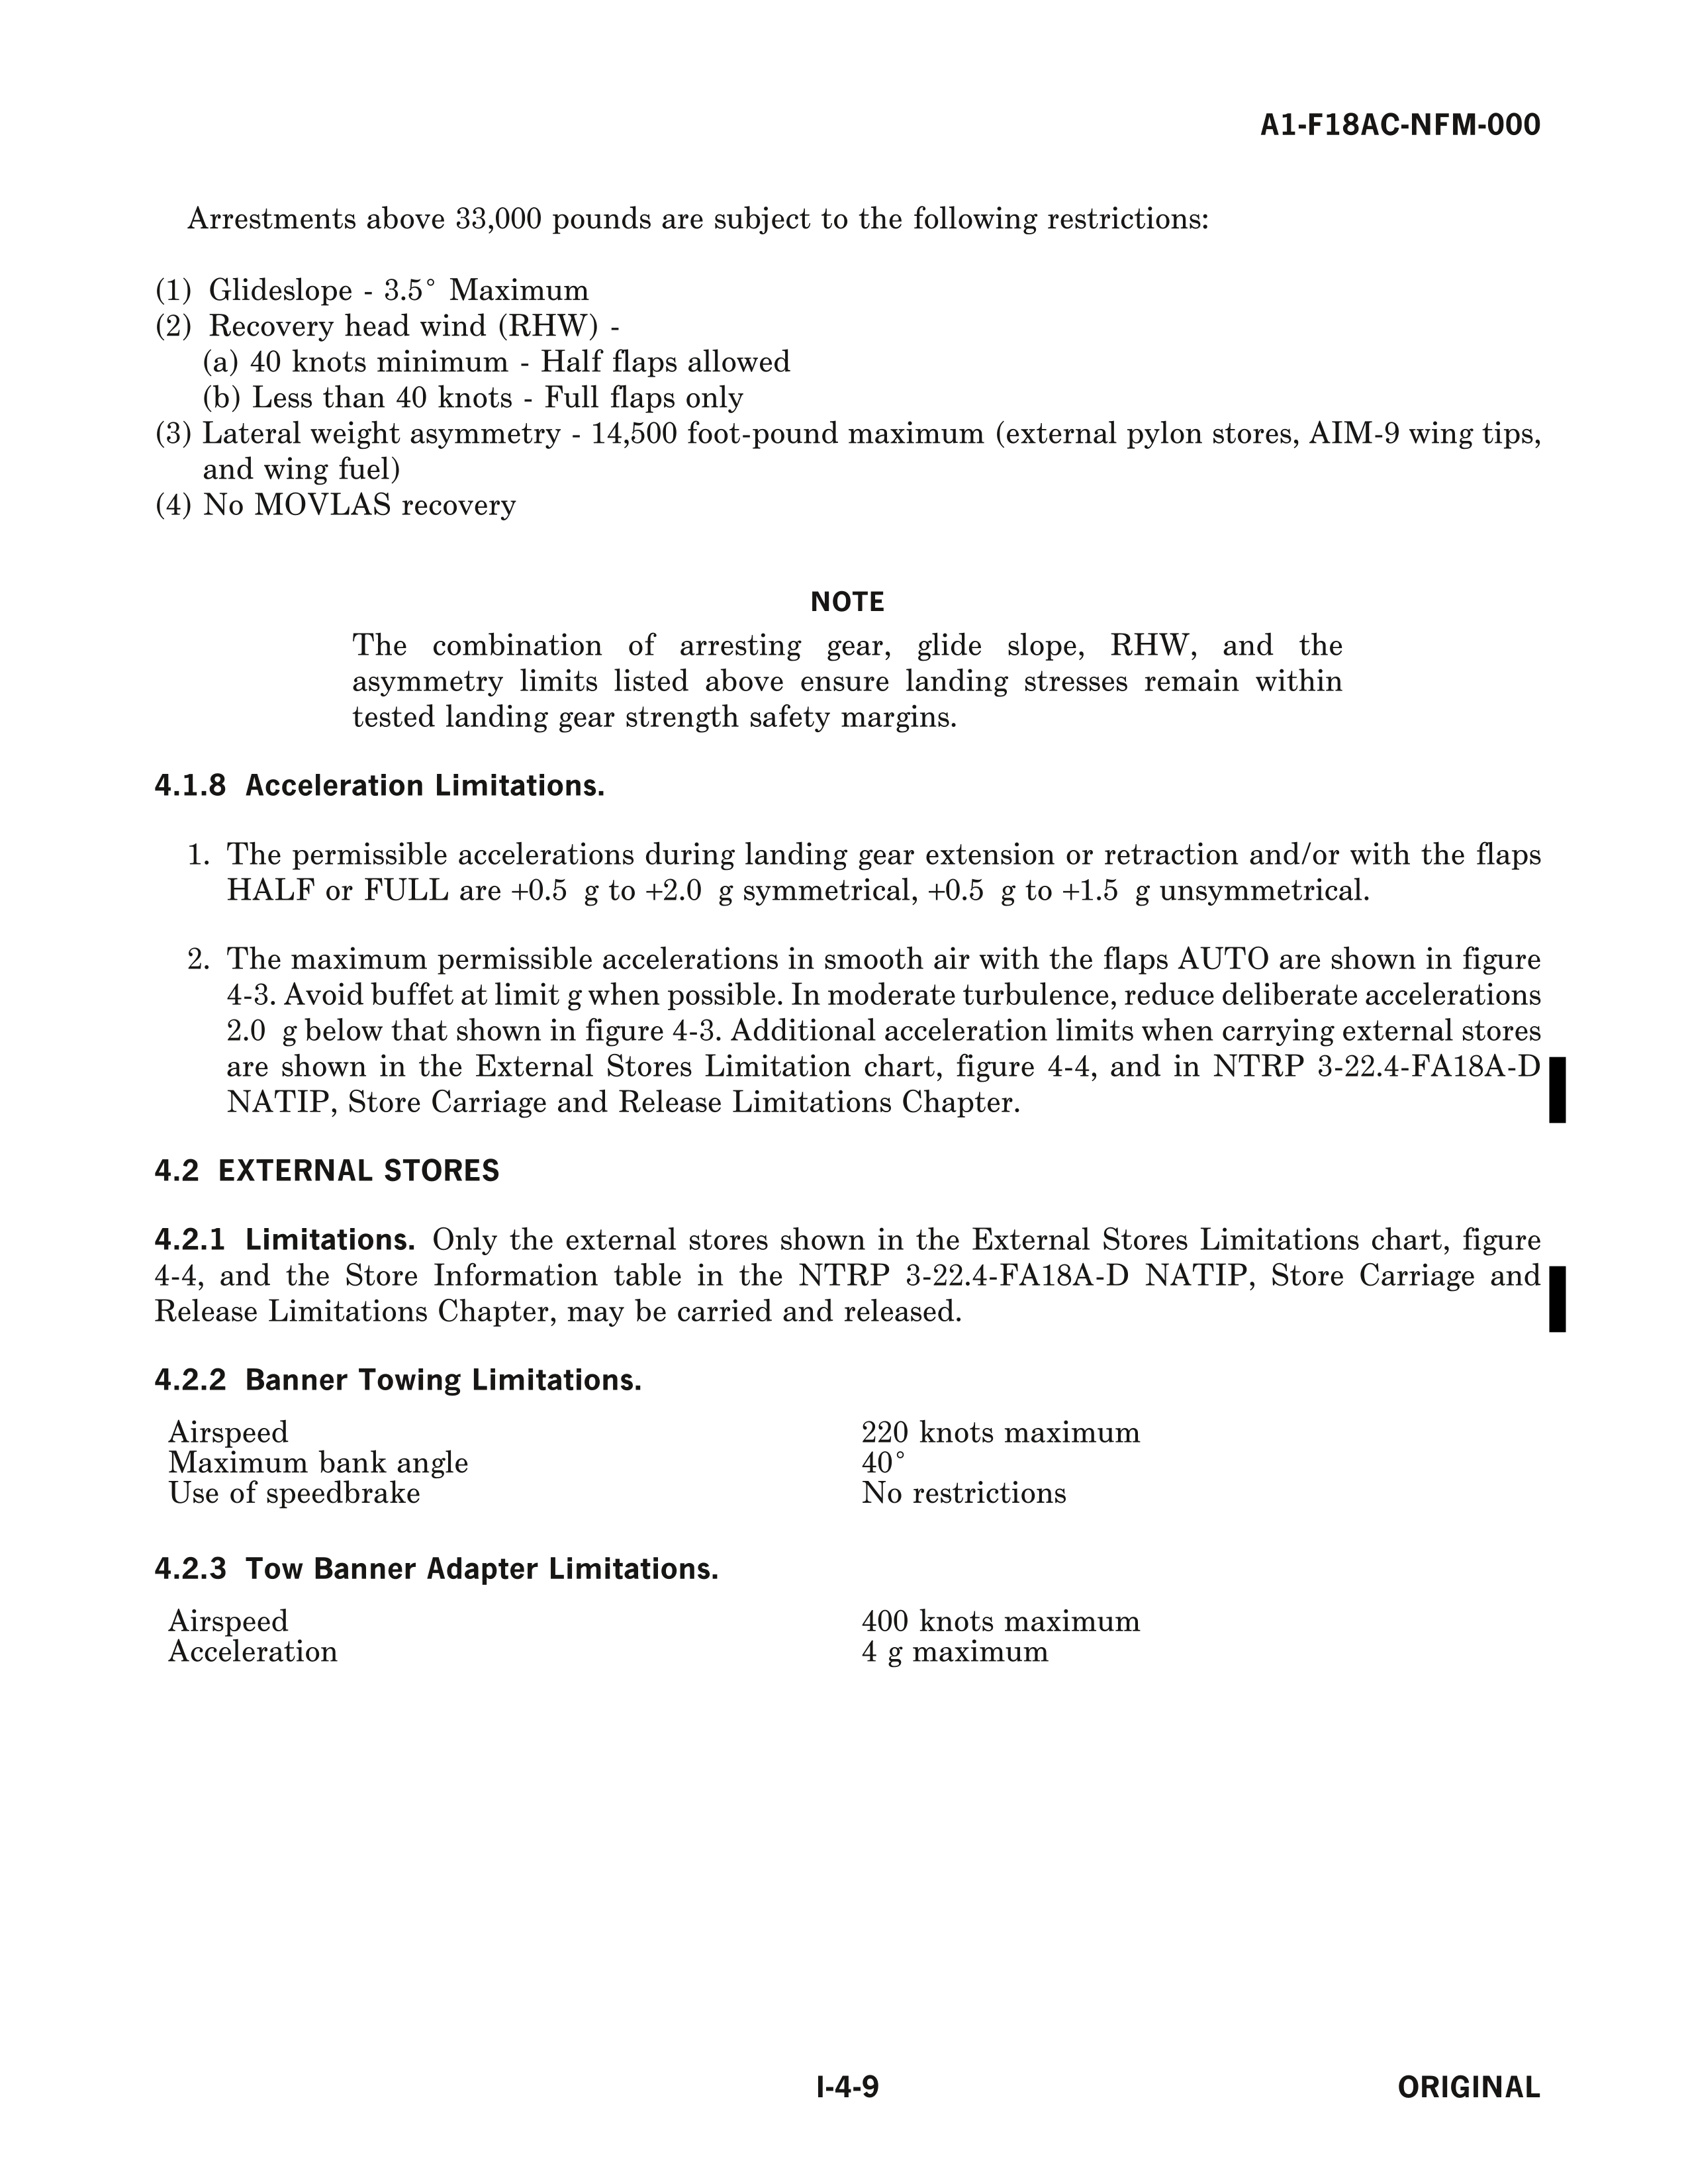 A1-F18AC-NFM-000
Arrestments above 33,000 pounds are subject to the following restrictions:
(1) Glideslope - 3.5° Maximum
(2) Recovery head wind (RHW) -
(a) 40 knots minimum - Half flaps allowed
(b) Less than 40 knots - Full flaps only
(3) Lateral weight asymmetry - 14,500 foot-pound maximum (external pylon stores, AIM-9 wing tips,
and wing fuel)
(4) No MOVLAS recovery
NOTE
The combination of arresting gear, glide slope, RHW, and the
asymmetry limits listed above ensure landing stresses remain within
tested landing gear strength safety margins.
4.1.8 Acceleration Limitations.
1. The permissible accelerations during landing gear extension or retraction and/or with the flaps
HALF or FULL are +0.5 g to +2.0 g symmetrical, +0.5 g to +1.5 g unsymmetrical.
2. The maximum permissible accelerations in smooth air with the flaps AUTO are shown in figure
4-3. Avoid buffet at limit g when possible. In moderate turbulence, reduce deliberate accelerations
2.0 g below that shown in figure 4-3. Additional acceleration limits when carrying external stores
are shown in the External Stores Limitation chart, figure 4-4, and in NTRP 3-22.4-FA18A-D
NATIP, Store Carriage and Release Limitations Chapter.
4.2 EXTERNAL STORES
4.2.1 Limitations. Only the external stores shown in the External Stores Limitations chart, figure
4-4, and the Store Information table in the NTRP 3-22.4-FA18A-D NATIP, Store Carriage and
Release Limitations Chapter, may be carried and released.
4.2.2 Banner Towing Limitations.
Airspeed 220 knots maximum
Maximum bank angle 40°
Use of speedbrake No restrictions
4.2.3 Tow Banner Adapter Limitations.
Airspeed 400 knots maximum
Acceleration 4 g maximum
I-4-9 ORIGINAL